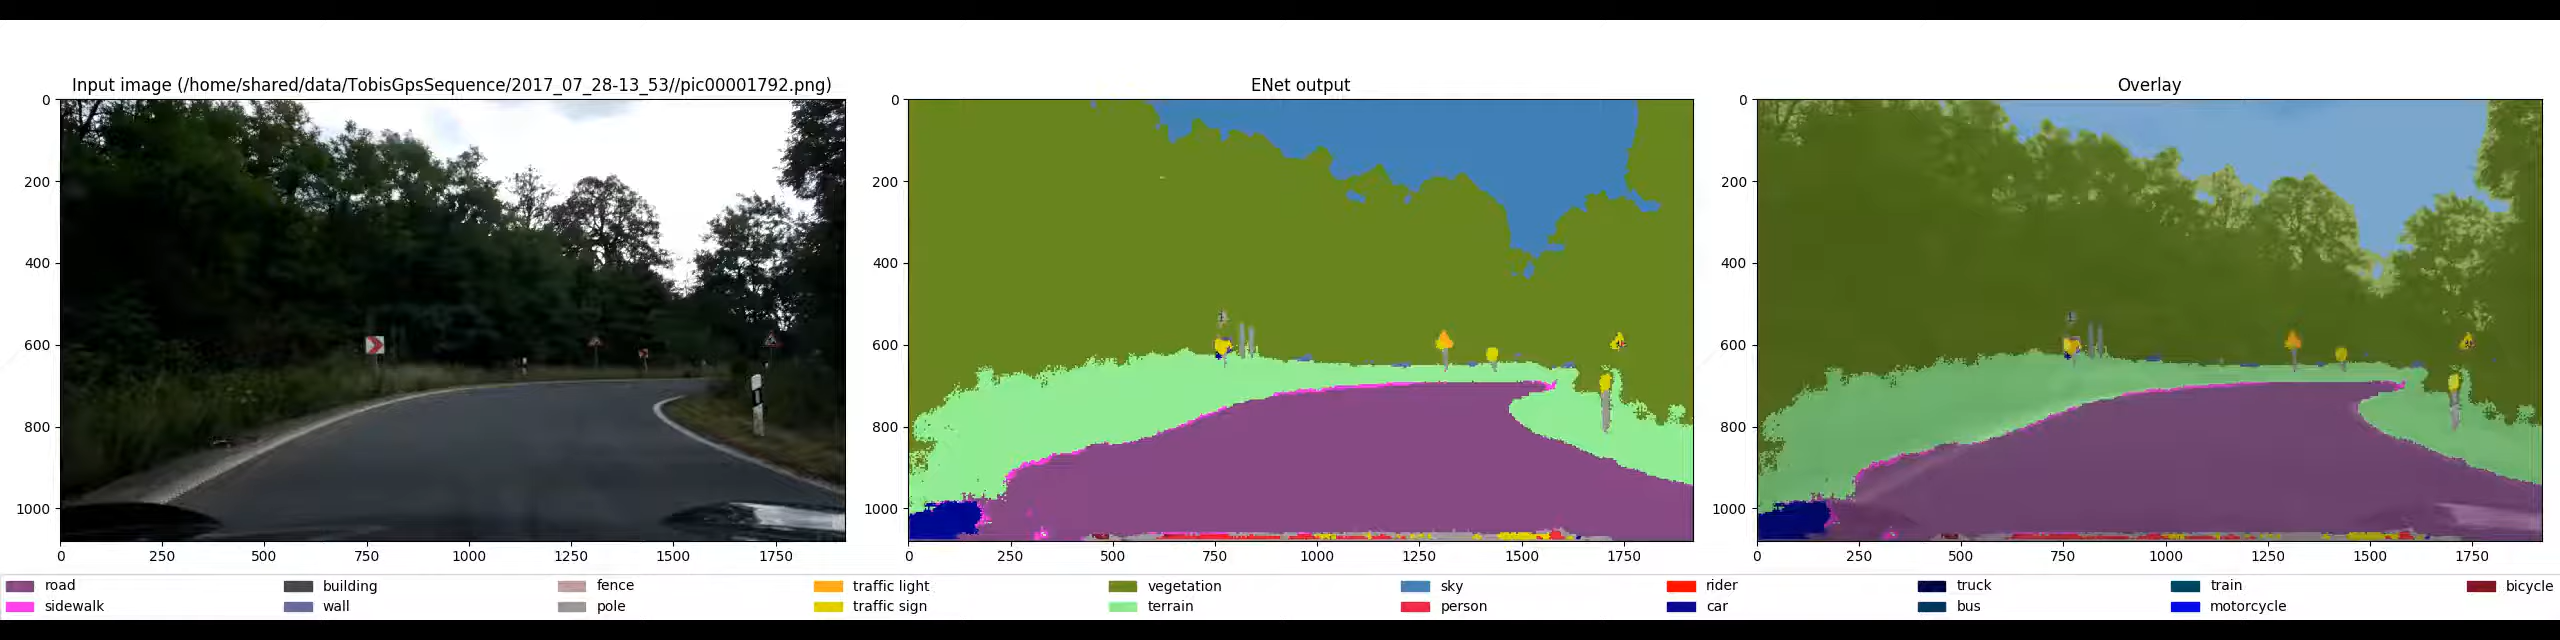 Input image (/home/shared/data/TobisGpsSequence/2017_07_28-13_53//pic00001792.png)
ENet output
Overlay
0
200
400
600
800
1000
0 250 500 750 1000 1250 1500 1750
0
200
400
600
800
1000
0 250 500 750 1000 1250 1500 1750
0
200
400
600
800
1000
0 250 500 750 1000 1250 1500 1750
road building fence traffic light vegetation sky rider truck train bicycle
sidewalk wall pole traffic sign terrain person car bus motorcycle